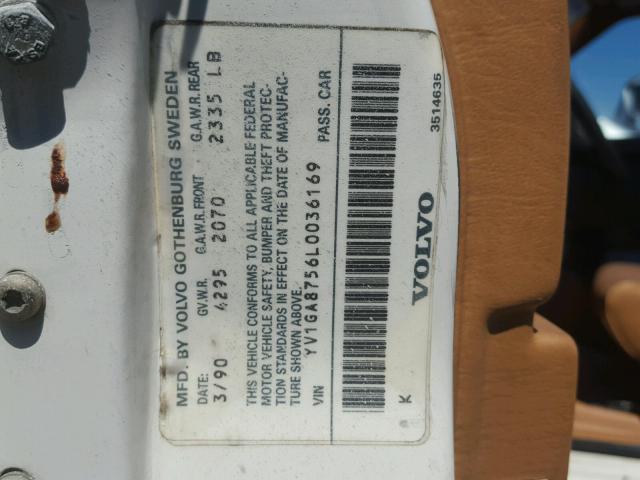 MFD. BY VOLVO GOTHENBURG SWEDEN
DATE: GV.W.R. G.A.W.R.FRONT G.A.W.R.REAR
3/90 4295 2070 2335 LB
THIS VEHICLE CONFORMS TO ALL APPLICABLE FEDERAL
MOTOR VEHICLE SAFETY, BUMPER AND THEFT PROTEC-
TION STANDARDS IN EFFECT ON THE DATE OF MANUFAC-
TURE SHOWN ABOVE.
YV1GA8756L0036169
VIN PASS. CAR
K VOLVO 3514635